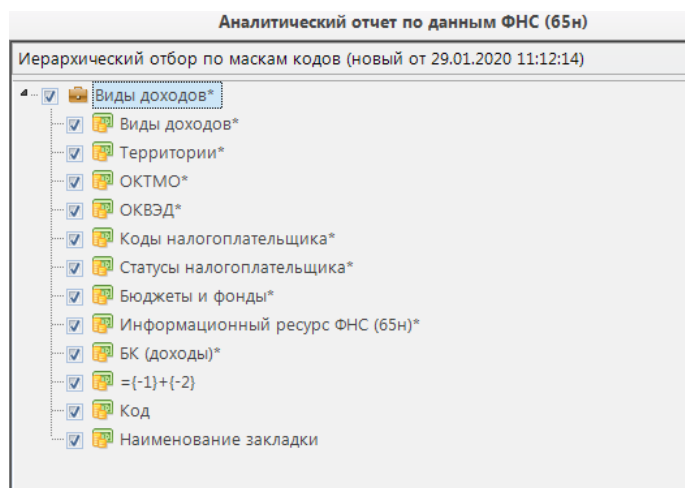 Аналитический отчет по данным ФНС (65н)
Иерархический отбор по маскам кодов (новый от 29.01.2020 11:12:14)
Виды доходов*
Виды доходов*
Территории*
ОКТМО*
ОКВЭД*
Коды налогоплательщика*
Статусы налогоплательщика*
Бюджеты и фонды*
Информационный ресурс ФНС (65н)*
БК (доходы)*
={-1}+{-2}
Код
Наименование закладки